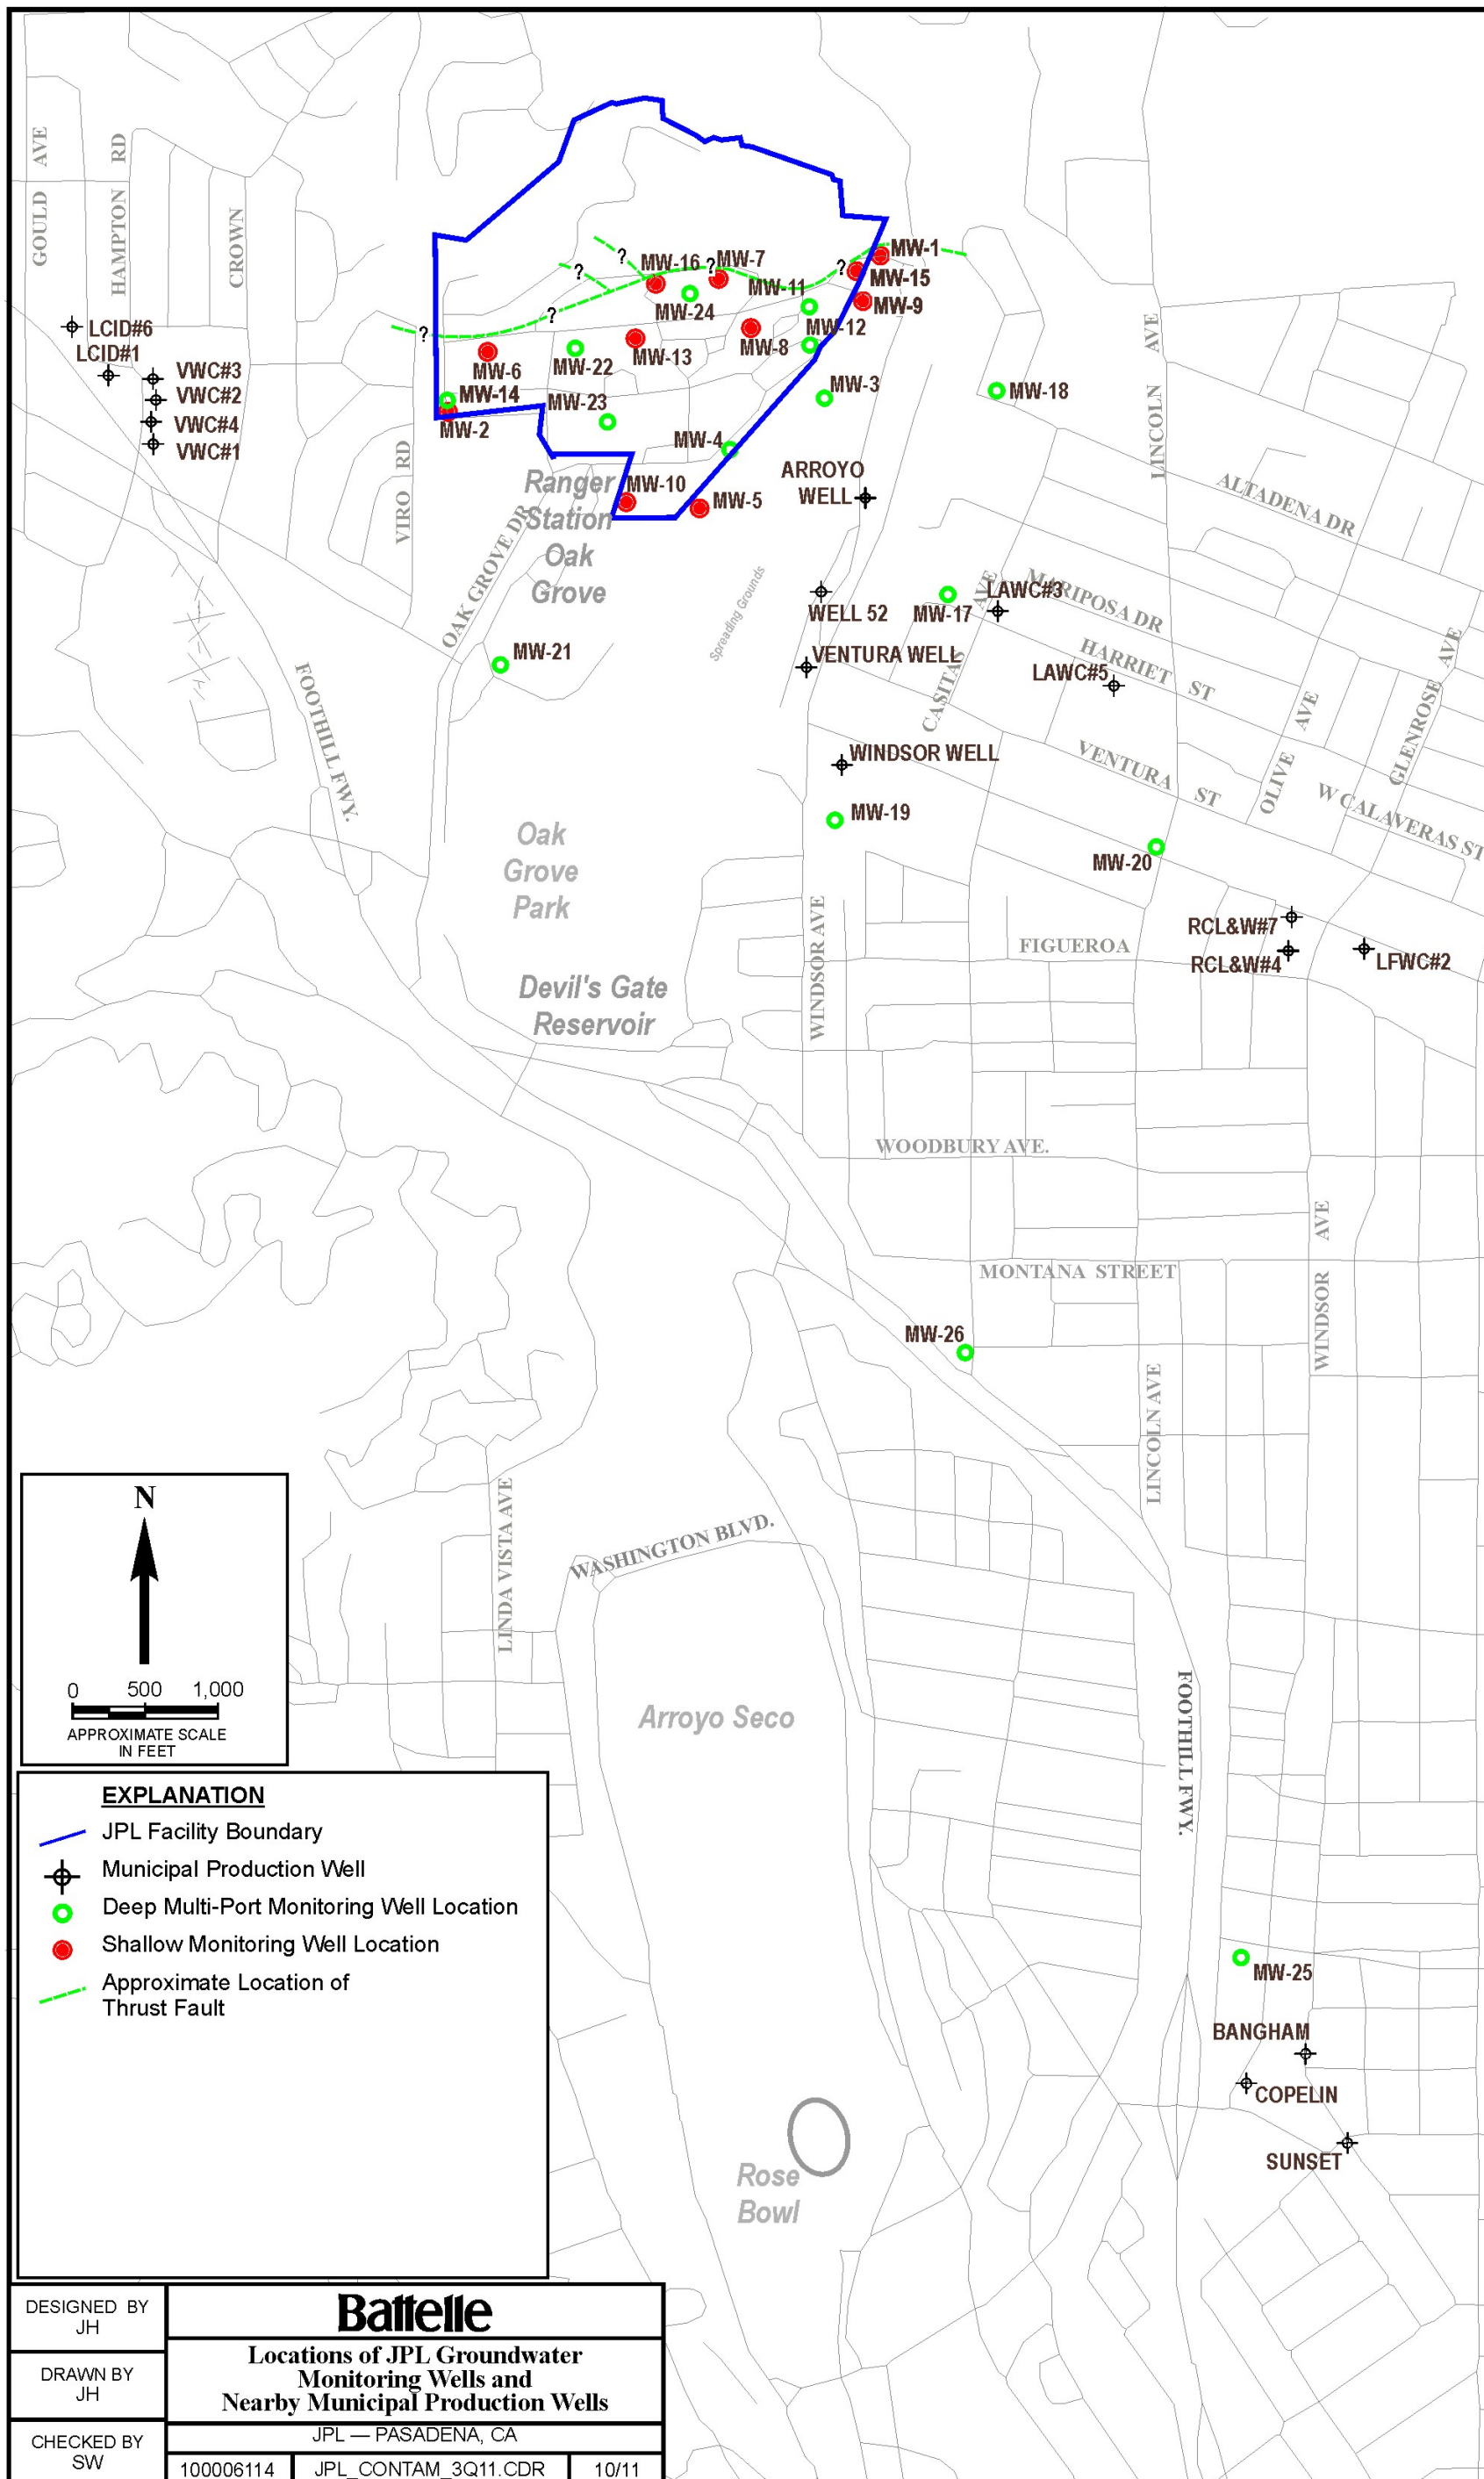 GOULD AVE
HAMPTON RD
CROWN
LCID#6
LCID#1
VWC#3
VWC#2
VWC#4
VWC#1
VIRO RD
?
?
?
?
?
?
MW-16
MW-7
MW-1
MW-15
MW-11
MW-9
MW-24
MW-12
MW-8
MW-13
MW-6
MW-22
MW-14
MW-23
MW-3
MW-18
MW-2
MW-4
MW-10
MW-5
ARROYO
WELL
Ranger
Station
Oak
Grove
OAK GROVE DR
Spreading Grounds
LINCOLN AVE
ALTADENA DR
WELL 52
MW-17
LAWC#3
MARIPOSA DR
HARRIET ST
CASITAS AVE
VENTURA WELL
LAWC#5
MW-21
FOOTHILL FWY.
WINDSOR WELL
VENTURA ST
OLIVE AVE
GLENROSE AVE
W CALAVERAS ST
MW-19
MW-20
Oak
Grove
Park
WINDSOR AVE
RCL&W#7
FIGUEROA
RCL&W#4
LFWC#2
Devil's Gate
Reservoir
WOODBURY AVE.
WINDSOR AVE
MONTANA STREET
MW-26
LINCOLN AVE
LINDA VISTA AVE
WASHINGTON BLVD.
Arroyo Seco
FOOTHILL FWY.
MW-25
BANGHAM
COPELIN
SUNSET
Rose
Bowl
N
0 500 1,000
APPROXIMATE SCALE
IN FEET
EXPLANATION
JPL Facility Boundary
Municipal Production Well
Deep Multi-Port Monitoring Well Location
Shallow Monitoring Well Location
Approximate Location of
Thrust Fault
DESIGNED BY
JH
DRAWN BY
JH
CHECKED BY
SW
Battelle
Locations of JPL Groundwater
Monitoring Wells and
Nearby Municipal Production Wells
JPL — PASADENA, CA
100006114 JPL_CONTAM_3Q11.CDR 10/11